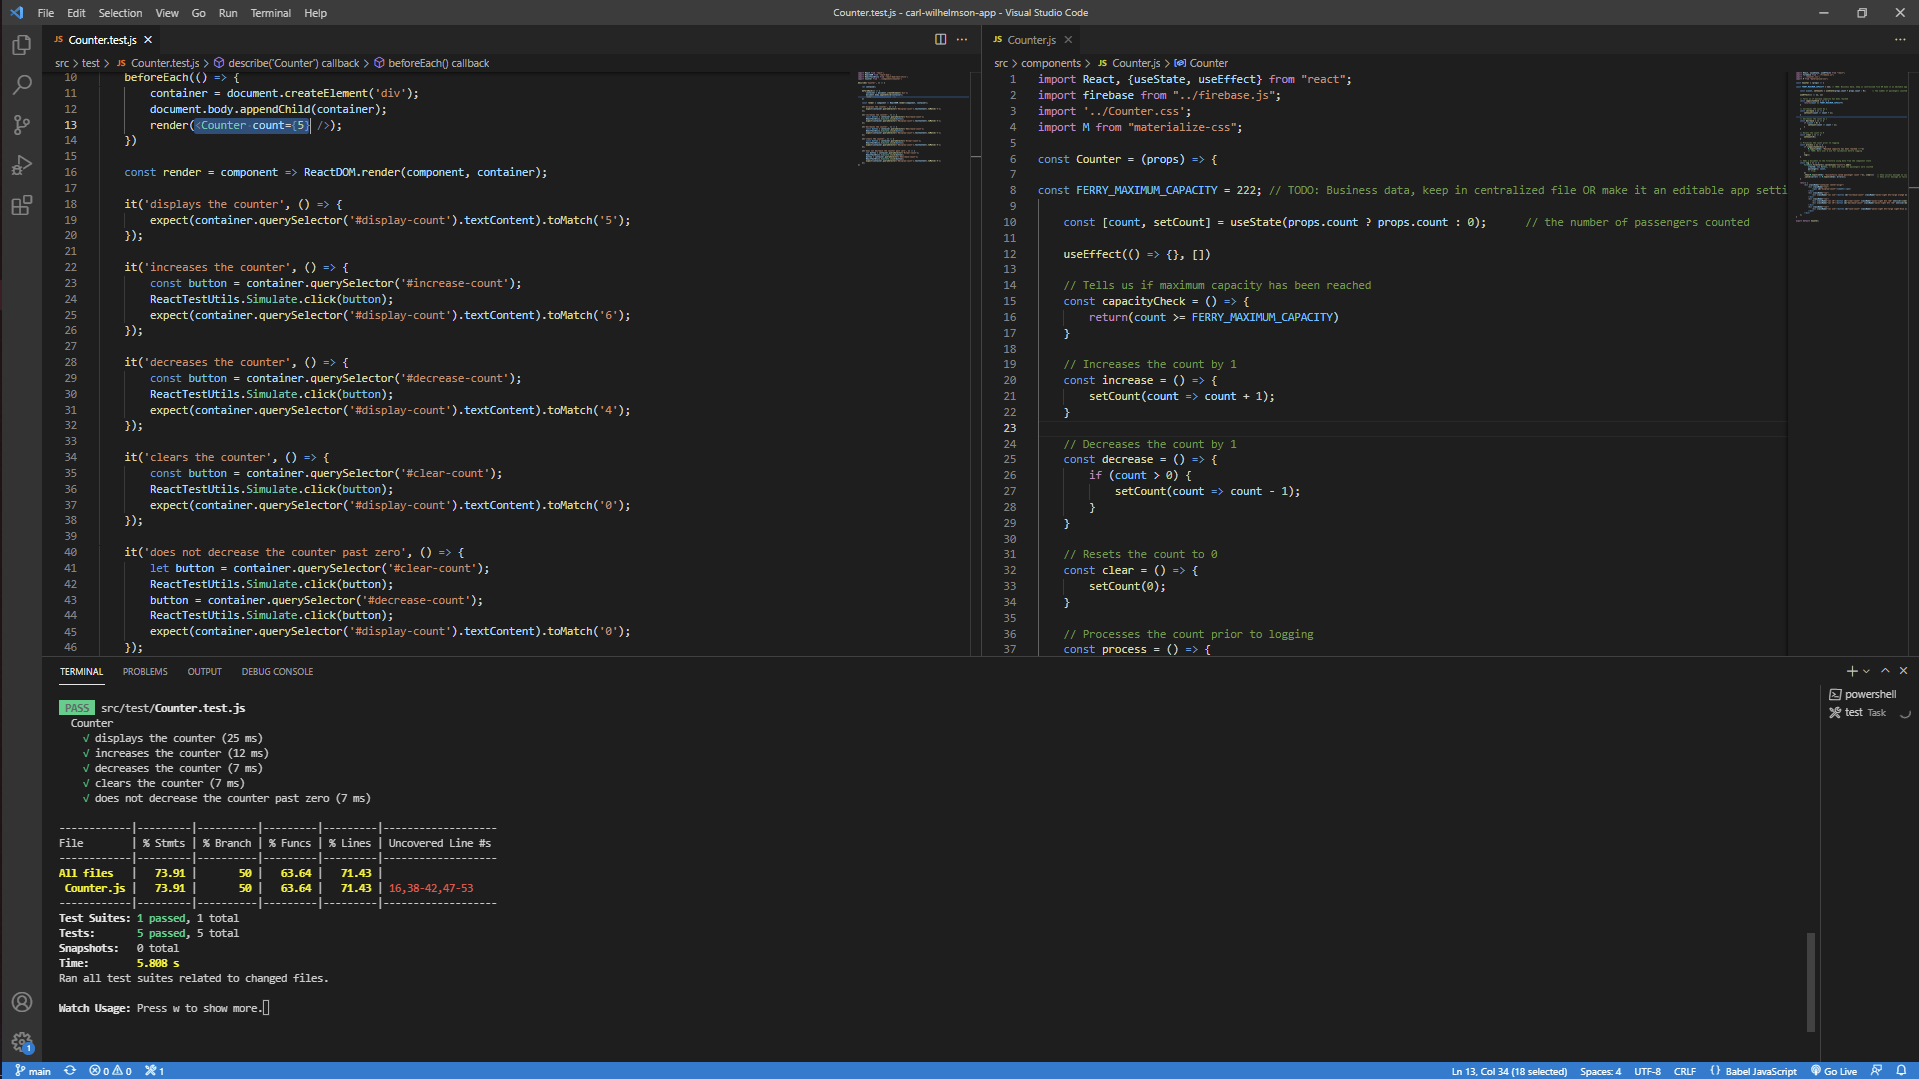 File Edit Selection View Go Run Terminal Help
Counter.test.js - carl-wilhelmson-app - Visual Studio Code
JS Counter.test.js
src > test > JS Counter.test.js > describe('Counter') callback > beforeEach() callback
10 beforeEach(() => {
11 container = document.createElement('div');
12 document.body.appendChild(container);
13 render(<Counter count={5} />);
14 })
15
16 const render = component => ReactDOM.render(component, container);
17
18 it('displays the counter', () => {
19 expect(container.querySelector('#display-count').textContent).toMatch('5');
20 });
21
22 it('increases the counter', () => {
23 const button = container.querySelector('#increase-count');
24 ReactTestUtils.Simulate.click(button);
25 expect(container.querySelector('#display-count').textContent).toMatch('6');
26 });
27
28 it('decreases the counter', () => {
29 const button = container.querySelector('#decrease-count');
30 ReactTestUtils.Simulate.click(button);
31 expect(container.querySelector('#display-count').textContent).toMatch('4');
32 });
33
34 it('clears the counter', () => {
35 const button = container.querySelector('#clear-count');
36 ReactTestUtils.Simulate.click(button);
37 expect(container.querySelector('#display-count').textContent).toMatch('0');
38 });
39
40 it('does not decrease the counter past zero', () => {
41 let button = container.querySelector('#clear-count');
42 ReactTestUtils.Simulate.click(button);
43 button = container.querySelector('#decrease-count');
44 ReactTestUtils.Simulate.click(button);
45 expect(container.querySelector('#display-count').textContent).toMatch('0');
46 });
JS Counter.js
src > components > JS Counter.js > Counter
1 import React, {useState, useEffect} from "react";
2 import firebase from "../firebase.js";
3 import '../Counter.css';
4 import M from "materialize-css";
5
6 const Counter = (props) => {
7
8 const FERRY_MAXIMUM_CAPACITY = 222; // TODO: Business data, keep in centralized file OR make it an editable app setti
9
10 const [count, setCount] = useState(props.count ? props.count : 0); // the number of passengers counted
11
12 useEffect(() => {}, [])
13
14 // Tells us if maximum capacity has been reached
15 const capacityCheck = () => {
16 return(count >= FERRY_MAXIMUM_CAPACITY)
17 }
18
19 // Increases the count by 1
20 const increase = () => {
21 setCount(count => count + 1);
22 }
23
24 // Decreases the count by 1
25 const decrease = () => {
26 if (count > 0) {
27 setCount(count => count - 1);
28 }
29 }
30
31 // Resets the count to 0
32 const clear = () => {
33 setCount(0);
34 }
35
36 // Processes the count prior to logging
37 const process = () => {
TERMINAL PROBLEMS OUTPUT DEBUG CONSOLE
PASS src/test/Counter.test.js
Counter
√ displays the counter (25 ms)
√ increases the counter (12 ms)
√ decreases the counter (7 ms)
√ clears the counter (7 ms)
√ does not decrease the counter past zero (7 ms)
------------|---------|----------|---------|---------|-------------------
File | % Stmts | % Branch | % Funcs | % Lines | Uncovered Line #s
------------|---------|----------|---------|---------|-------------------
All files | 73.91 | 50 | 63.64 | 71.43 |
Counter.js | 73.91 | 50 | 63.64 | 71.43 | 16,38-42,47-53
------------|---------|----------|---------|---------|-------------------
Test Suites: 1 passed, 1 total
Tests: 5 passed, 5 total
Snapshots: 0 total
Time: 5.808 s
Ran all test suites related to changed files.
Watch Usage: Press w to show more.
powershell
test Task
1
main 0 0 1
Ln 13, Col 34 (18 selected) Spaces: 4 UTF-8 CRLF {} Babel JavaScript Go Live